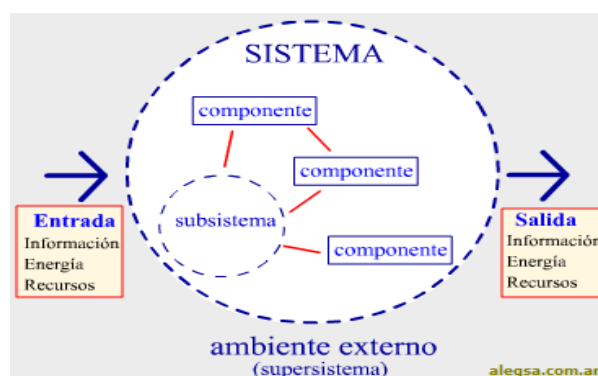 SISTEMA
componente
componente
subsistema
componente
Entrada
Información
Energía
Recursos
Salida
Información
Energía
Recursos
ambiente externo
(supersistema)
alegsa.com.ar